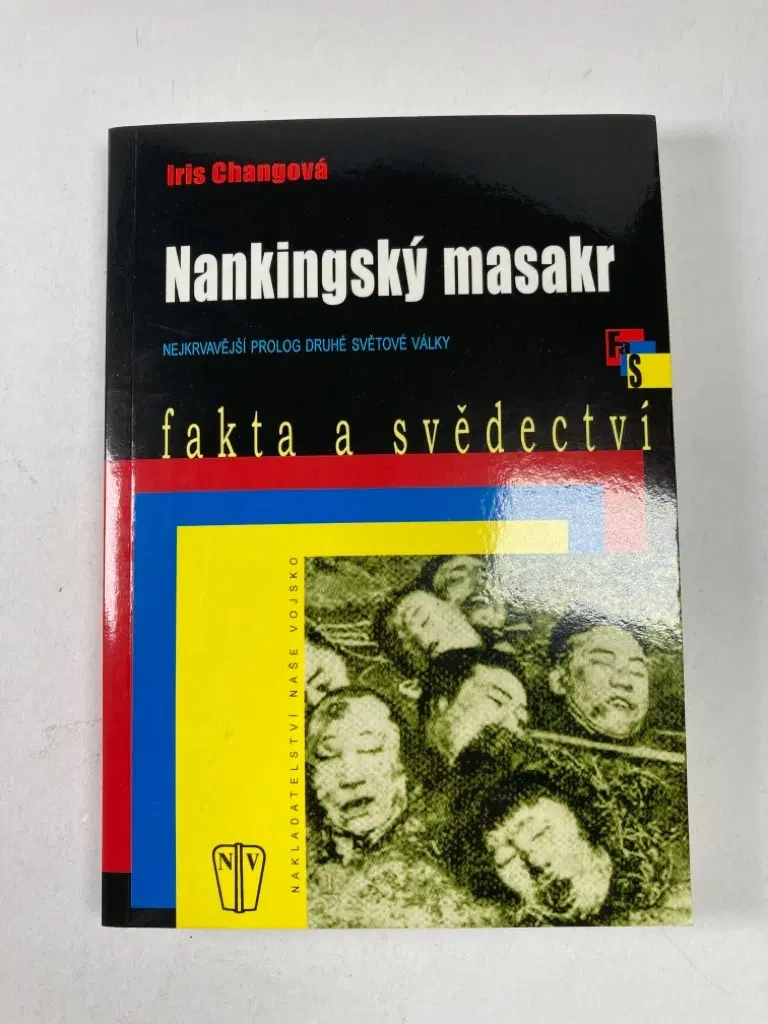 Iris Changová
Nankingský masakr
NEJKRVAVĚJŠÍ PROLOG DRUHÉ SVĚTOVÉ VÁLKY
FaS
fakta a svědectví
NAKLADATELSTVÍ NAŠE VOJSKO
NV